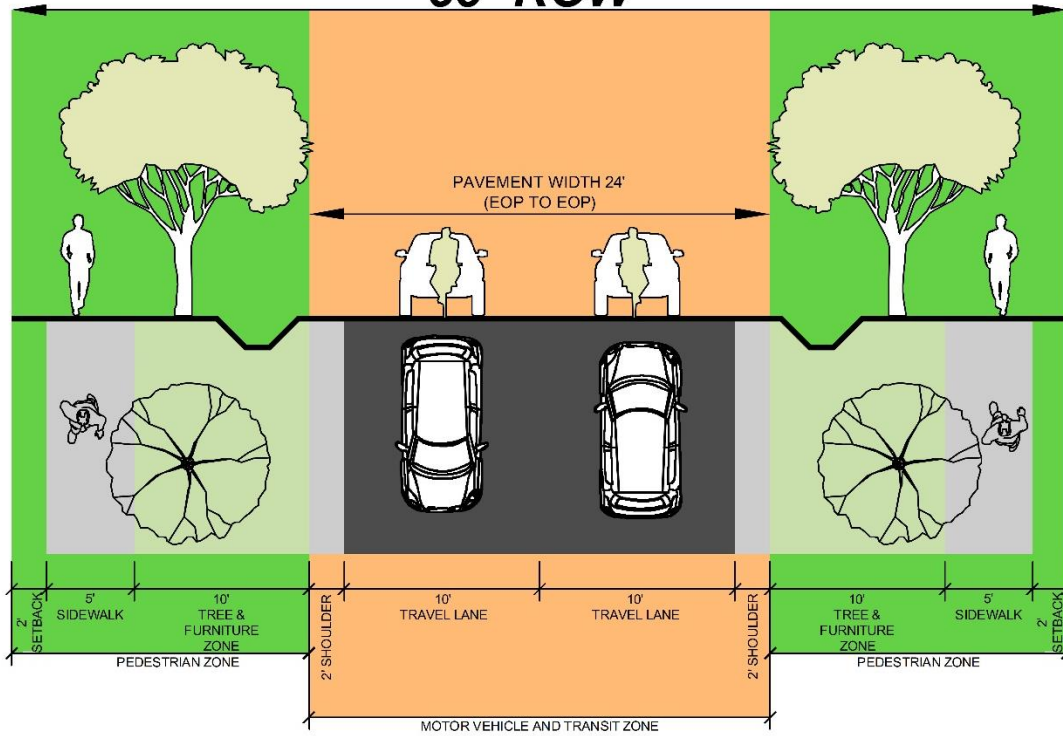 ROW
PAVEMENT WIDTH 24'
(EOP TO EOP)
2'
SETBACK
5'
SIDEWALK
10'
TREE &
FURNITURE
ZONE
2' SHOULDER
10'
TRAVEL LANE
10'
TRAVEL LANE
2' SHOULDER
10'
TREE &
FURNITURE
ZONE
5'
SIDEWALK
2'
SETBACK
PEDESTRIAN ZONE
PEDESTRIAN ZONE
MOTOR VEHICLE AND TRANSIT ZONE